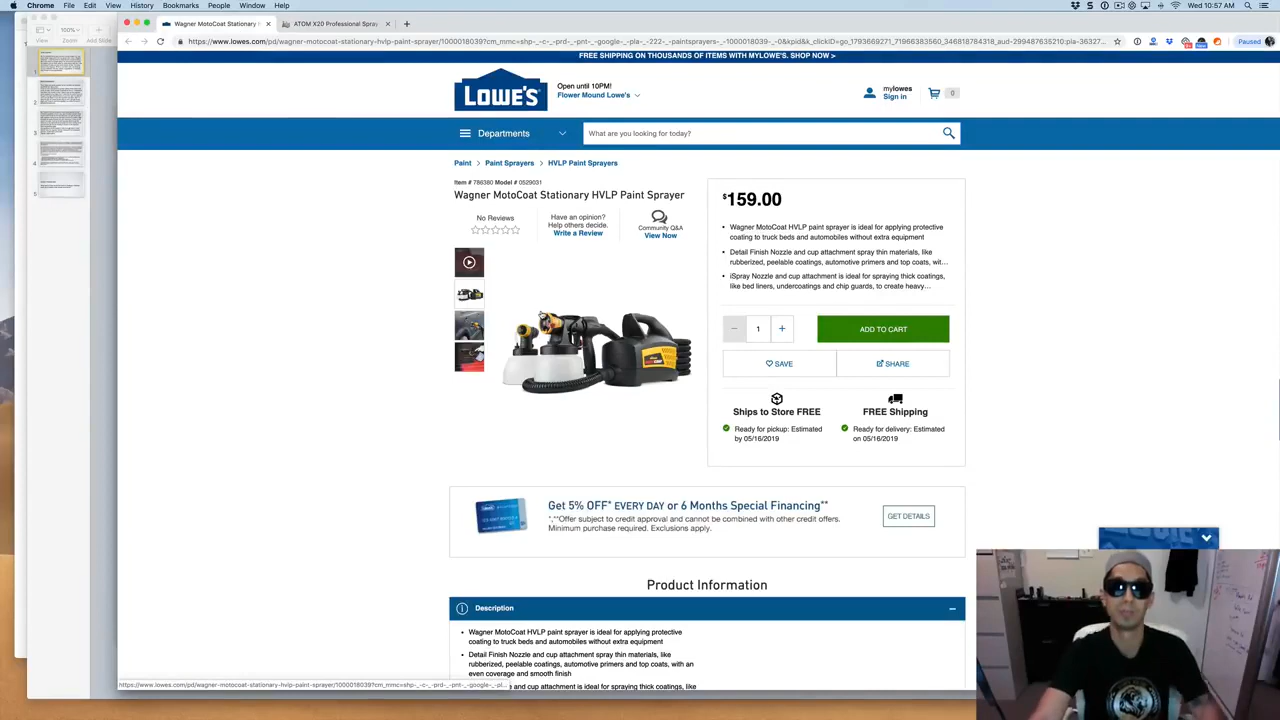 Chrome File Edit View History Bookmarks People Window Help
Wed 10:57 AM
Wagner MotoCoat Stationary H
ATOM X20 Professional Spray
https://www.lowes.com/pd/wagner-motocoat-stationary-hvlp-paint-sprayer/1000018039?cm_mmc=shp-_-c-_-prd-_-pnt-_-google-_-pla-_-222-_-paintsprayers-_-1000018039-_-0&kpid&k_clickID=go_1793669271_71966383560_346818784318_aud-299487635210:pla-36327...
Paused
100%
View Zoom Add Slide
FREE SHIPPING ON THOUSANDS OF ITEMS WITH MYLOWE'S. SHOP NOW >
LOWE'S
Open until 10PM!
Flower Mound Lowe's
mylowes
Sign in
0
Departments
What are you looking for today?
Paint > Paint Sprayers > HVLP Paint Sprayers
Item # 786380 Model # 0529031
Wagner MotoCoat Stationary HVLP Paint Sprayer
No Reviews
Have an opinion?
Help others decide.
Write a Review
Community Q&A
View Now
$159.00
Wagner MotoCoat HVLP paint sprayer is ideal for applying protective
coating to truck beds and automobiles without extra equipment
Detail Finish Nozzle and cup attachment spray thin materials, like
rubberized, peelable coatings, automotive primers and top coats, wit...
iSpray Nozzle and cup attachment is ideal for spraying thick coatings,
like bed liners, undercoatings and chip guards, to create heavy...
1
ADD TO CART
SAVE
SHARE
Ships to Store FREE
Ready for pickup: Estimated
by 05/16/2019
FREE Shipping
Ready for delivery: Estimated
on 05/16/2019
Get 5% OFF* EVERY DAY or 6 Months Special Financing**
*,**Offer subject to credit approval and cannot be combined with other credit offers.
Minimum purchase required. Exclusions apply.
GET DETAILS
Product Information
Description
Wagner MotoCoat HVLP paint sprayer is ideal for applying protective
coating to truck beds and automobiles without extra equipment
Detail Finish Nozzle and cup attachment spray thin materials, like
rubberized, peelable coatings, automotive primers and top coats, with an
even coverage and smooth finish
and cup attachment is ideal for spraying thick coatings, like
https://www.lowes.com/pd/wagner-motocoat-stationary-hvlp-paint-sprayer/1000018039?cm_mmc=shp-_-c-_-prd-_-pnt-_-google-_-pl...